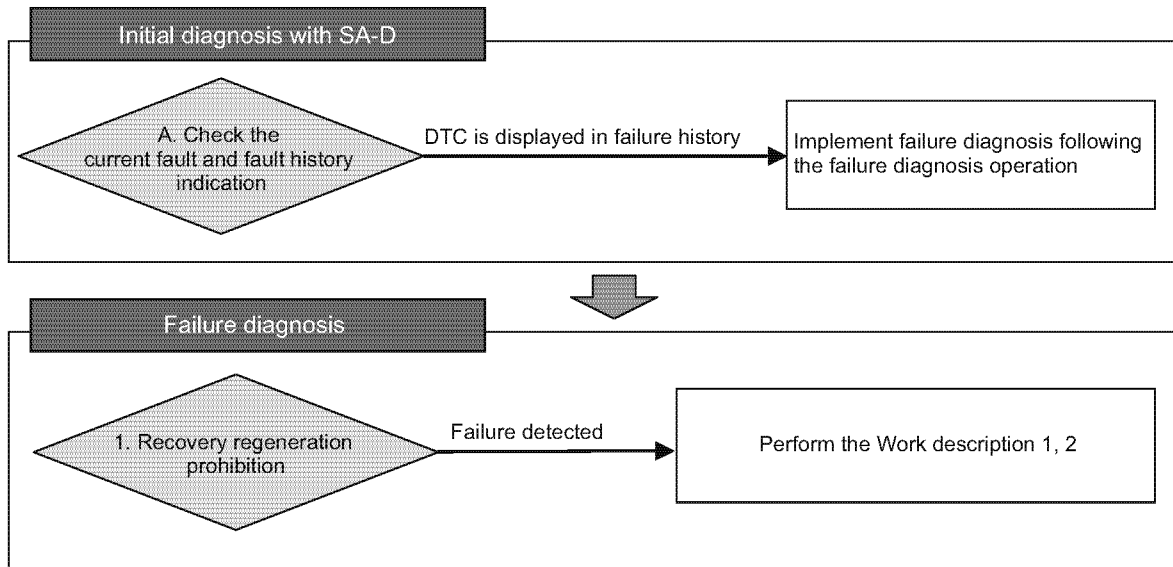 Initial diagnosis with SA-D
A. Check the
current fault and fault history
indication
DTC is displayed in failure history
Implement failure diagnosis following
the failure diagnosis operation
Failure diagnosis
1. Recovery regeneration
prohibition
Failure detected
Perform the Work description 1, 2